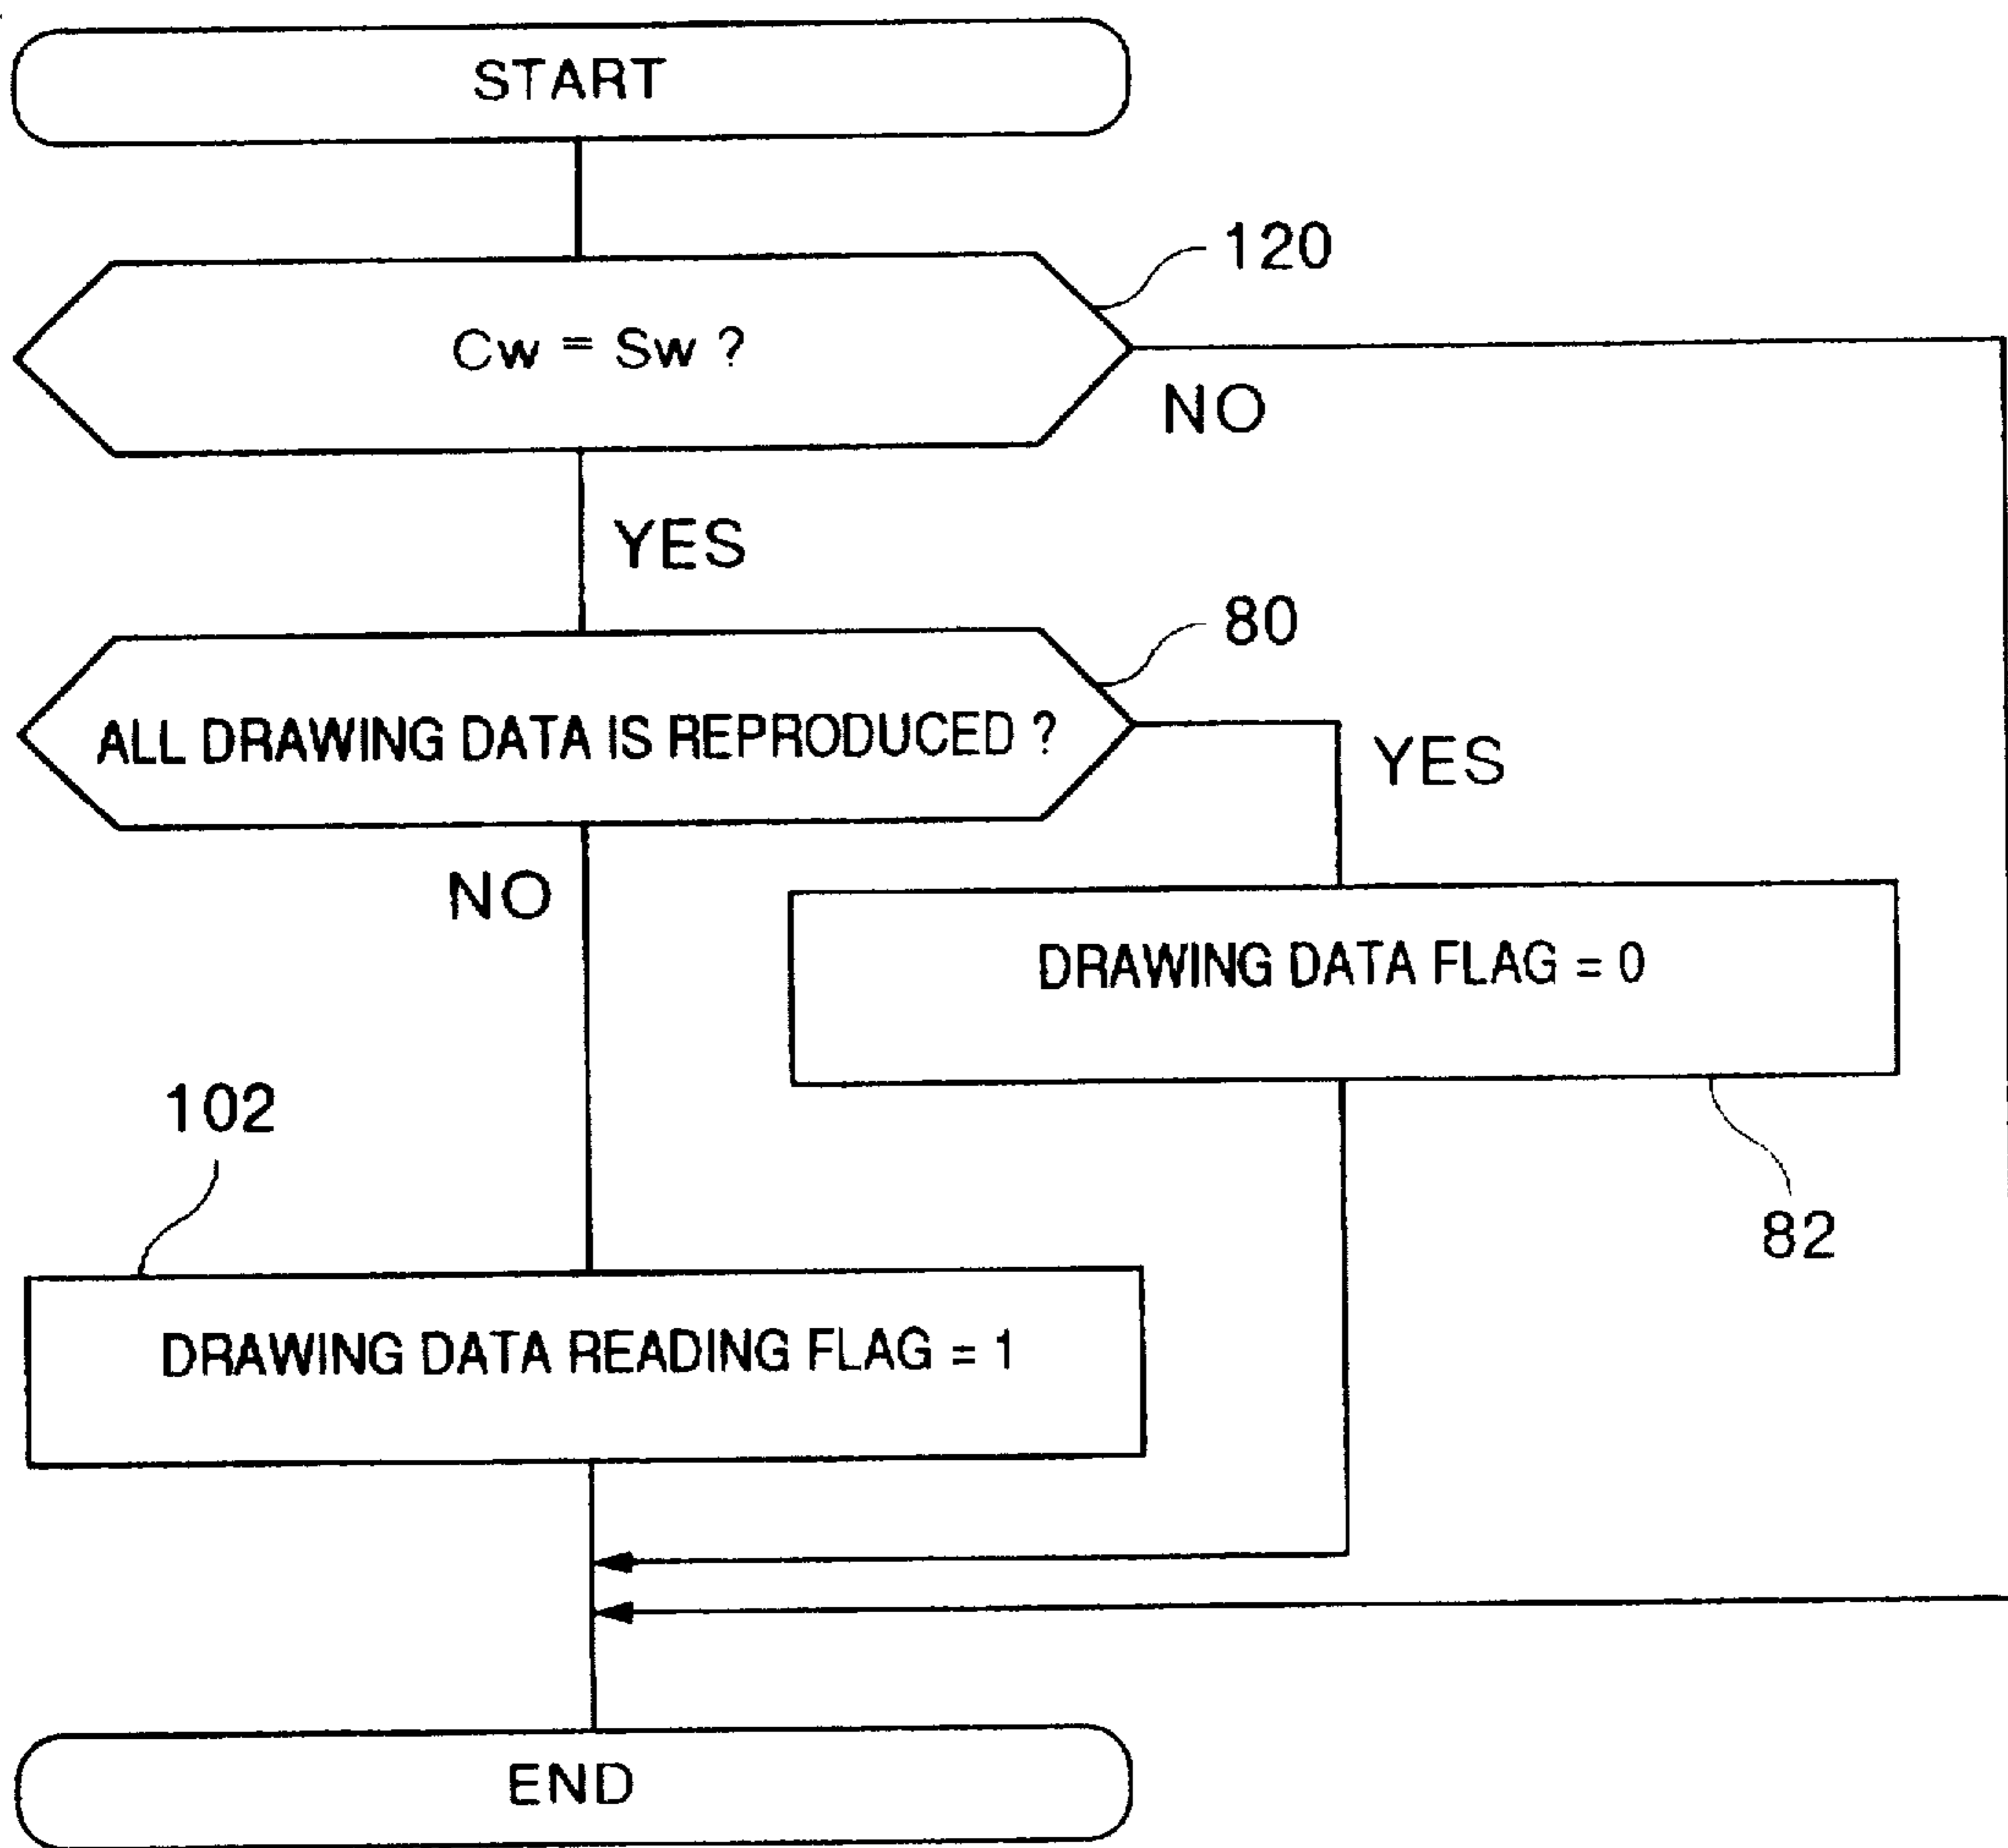 START
120
Cw = Sw ?
NO
YES
80
ALL DRAWING DATA IS REPRODUCED ?
YES
NO
DRAWING DATA FLAG = 0
102
82
DRAWING DATA READING FLAG = 1
END